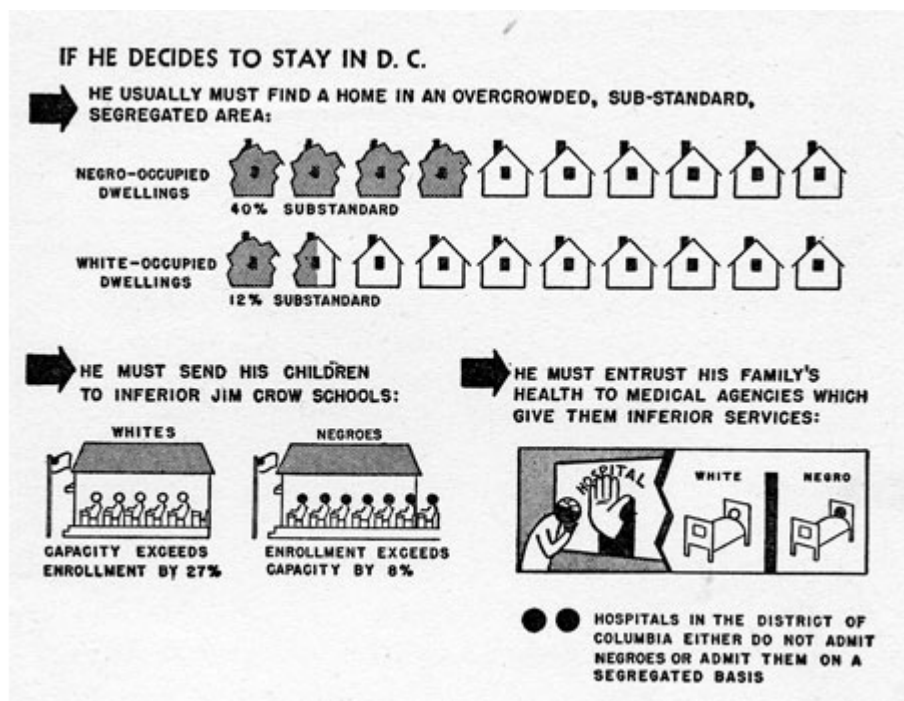 IF HE DECIDES TO STAY IN D. C.
HE USUALLY MUST FIND A HOME IN AN OVERCROWDED, SUB-STANDARD,
SEGREGATED AREA:
NEGRO-OCCUPIED
DWELLINGS
40% SUBSTANDARD
WHITE-OCCUPIED
DWELLINGS
12% SUBSTANDARD
HE MUST SEND HIS CHILDREN
TO INFERIOR JIM CROW SCHOOLS:
WHITES
CAPACITY EXCEEDS
ENROLLMENT BY 27%
NEGROES
ENROLLMENT EXCEEDS
CAPACITY BY 8%
HE MUST ENTRUST HIS FAMILY'S
HEALTH TO MEDICAL AGENCIES WHICH
GIVE THEM INFERIOR SERVICES:
HOSPITAL
WHITE
NEGRO
HOSPITALS IN THE DISTRICT OF
COLUMBIA EITHER DO NOT ADMIT
NEGROES OR ADMIT THEM ON A
SEGREGATED BASIS